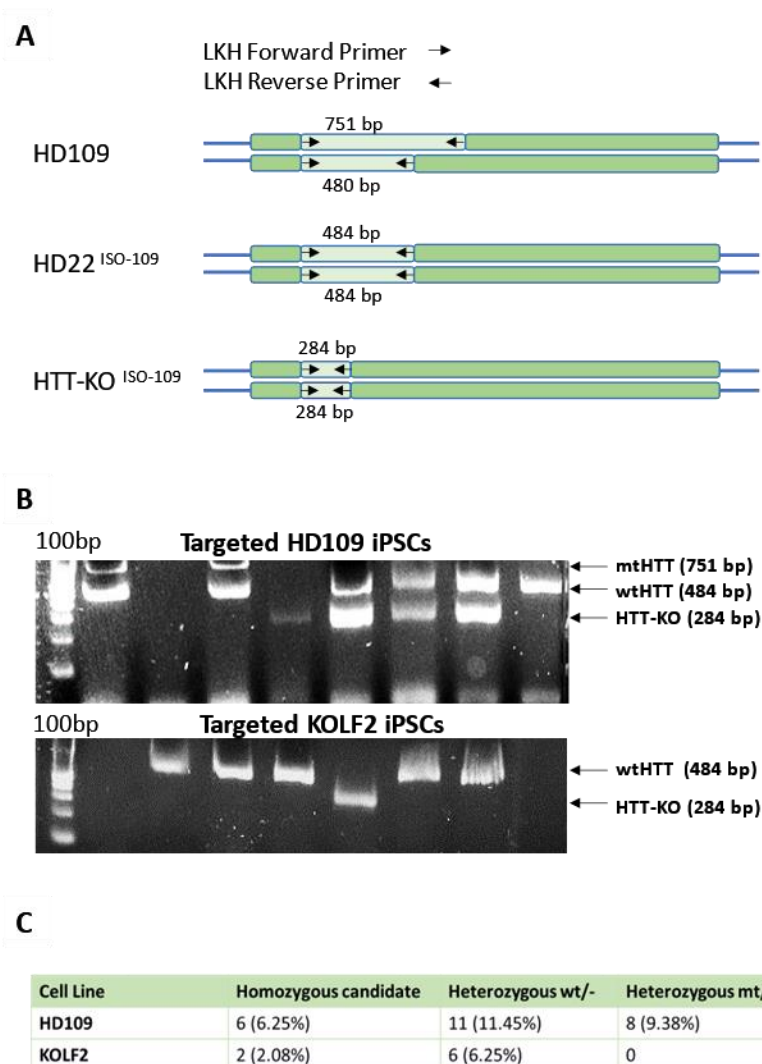 A
LKH Forward Primer
LKH Reverse Primer
751 bp
HD109
480 bp
484 bp
HD22 ISO-109
484 bp
284 bp
HTT-KO ISO-109
284 bp
B
100bp Targeted HD109 iPSCs
mtHTT (751 bp)
wtHTT (484 bp)
HTT-KO (284 bp)
100bp Targeted KOLF2 iPSCs
wtHTT (484 bp)
HTT-KO (284 bp)
C
Cell Line Homozygous candidate Heterozygous wt/- Heterozygous mt/
HD109 6 (6.25%) 11 (11.45%) 8 (9.38%)
KOLF2 2 (2.08%) 6 (6.25%) 0